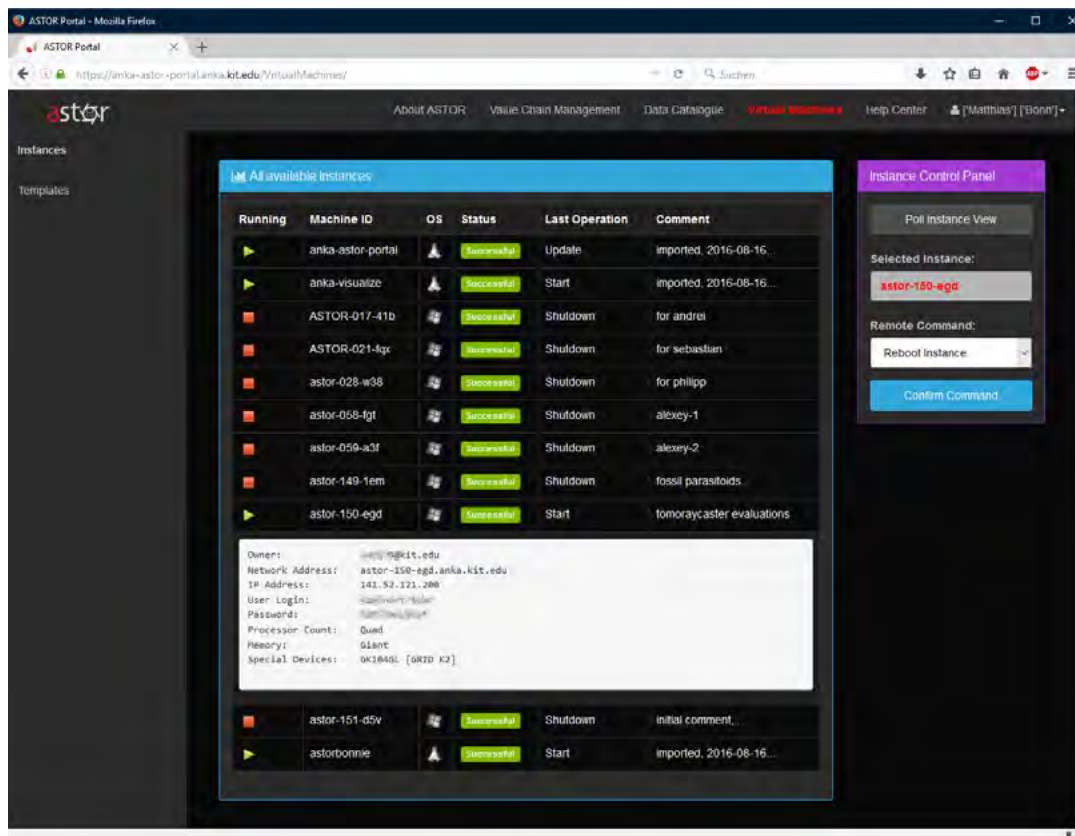 ASTOR Portal - Mozilla Firefox
ASTOR Portal
https://anka-astor-portal.anka.kit.edu/VirtualMachines/
Suchen
astor
About ASTOR Value Chain Management Data Catalogue Virtual Machines Help Center ['Matthias'] ['Bonn']
Instances
Templates
All available Instances
Running Machine ID OS Status Last Operation Comment
anka-astor-portal Successful Update imported, 2016-08-16...
anka-visualize Successful Start imported, 2016-08-16...
ASTOR-017-41b Successful Shutdown for andrei
ASTOR-021-fqx Successful Shutdown for sebastian
astor-028-w38 Successful Shutdown for philipp
astor-058-fgt Successful Shutdown alexey-1
astor-059-a3f Successful Shutdown alexey-2
astor-149-1em Successful Shutdown fossil parasitoids
astor-150-egd Successful Start tomoraycaster evaluations
Owner: @kit.edu
Network Address: astor-150-egd.anka.kit.edu
IP Address: 141.52.121.200
User Login:
Password:
Processor Count: Quad
Memory: Giant
Special Devices: GK104GL [GRID K2]
astor-151-d5v Successful Shutdown initial comment,...
astorbonnie Successful Start imported, 2016-08-16...
Instance Control Panel
Poll Instance View
Selected Instance:
astor-150-egd
Remote Command:
Reboot Instance
Confirm Command